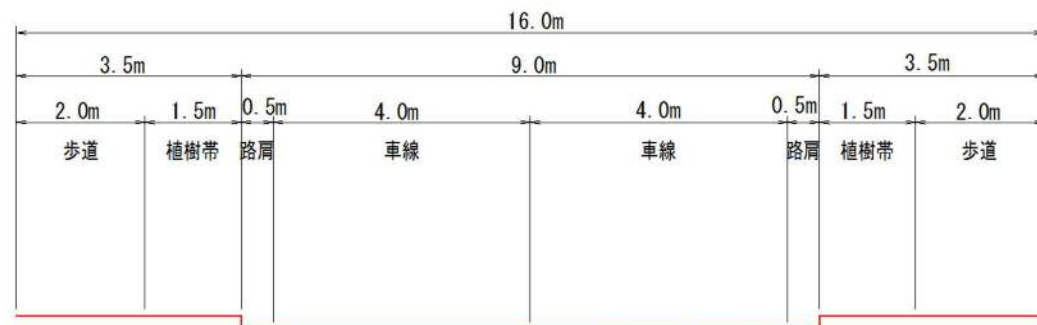 16.0m
3.5m 9.0m 3.5m
2.0m 1.5m 0.5m 4.0m 4.0m 0.5m 1.5m 2.0m
歩道 植樹帯 路肩 車線 車線 路肩 植樹帯 歩道